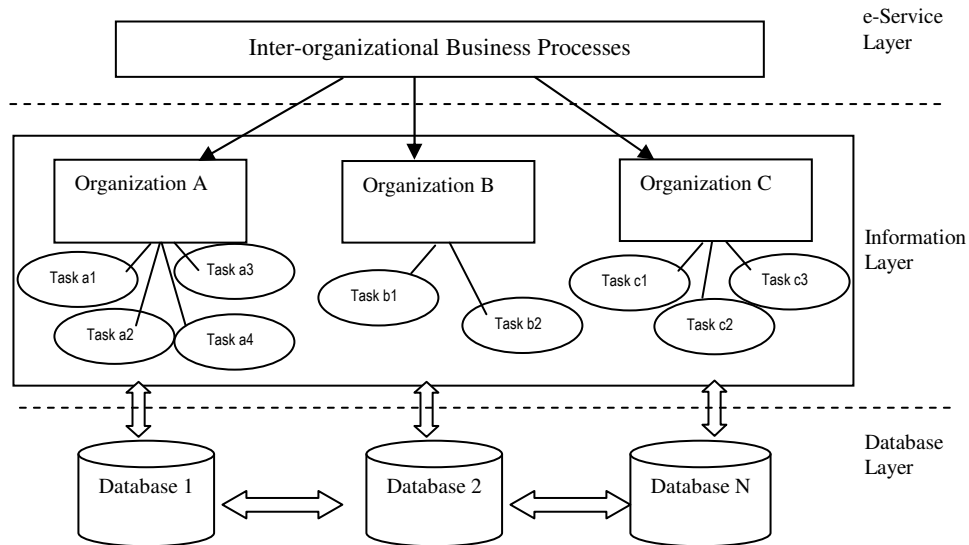 e-Service
Layer
Inter-organizational Business Processes
Organization A
Organization B
Organization C
Information
Layer
Task a1
Task a3
Task a2
Task a4
Task b1
Task b2
Task c1
Task c3
Task c2
Database
Layer
Database 1
Database 2
Database N